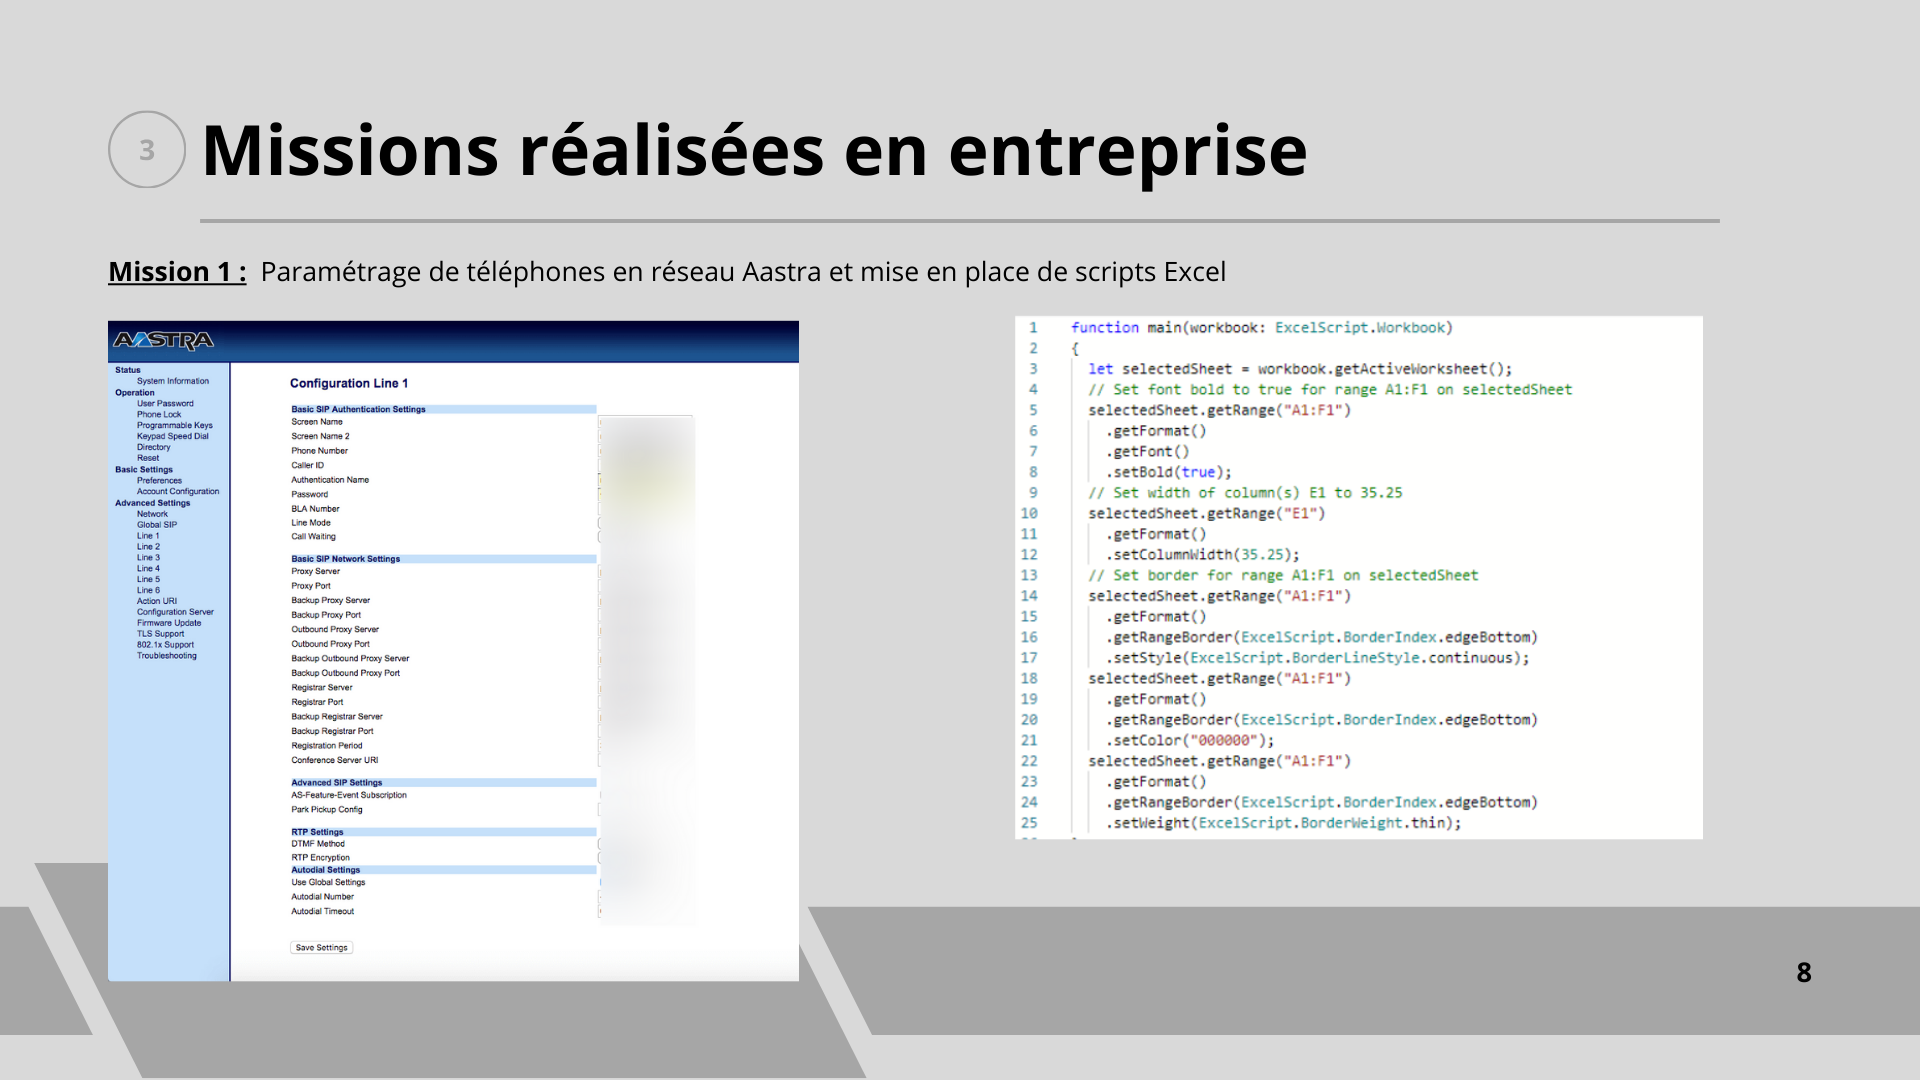 3
Missions réalisées en entreprise
Mission 1 : Paramétrage de téléphones en réseau Aastra et mise en place de scripts Excel
AASTRA
Status
System Information
Operation
User Password
Phone Lock
Programmable Keys
Keypad Speed Dial
Directory
Reset
Basic Settings
Preferences
Account Configuration
Advanced Settings
Network
Global SIP
Line 1
Line 2
Line 3
Line 4
Line 5
Line 6
Action URI
Configuration Server
Firmware Update
TLS Support
802.1x Support
Troubleshooting
Configuration Line 1
Basic SIP Authentication Settings
Screen Name
Screen Name 2
Phone Number
Caller ID
Authentication Name
Password
BLA Number
Line Mode
Call Waiting
Basic SIP Network Settings
Proxy Server
Proxy Port
Backup Proxy Server
Backup Proxy Port
Outbound Proxy Server
Outbound Proxy Port
Backup Outbound Proxy Server
Backup Outbound Proxy Port
Registrar Server
Registrar Port
Backup Registrar Server
Backup Registrar Port
Registration Period
Conference Server URI
Advanced SIP Settings
AS-Feature-Event Subscription
Park Pickup Config
RTP Settings
DTMF Method
RTP Encryption
Autodial Settings
Use Global Settings
Autodial Number
Autodial Timeout
Save Settings
1 function main(workbook: ExcelScript.Workbook)
2 {
3 let selectedSheet = workbook.getActiveWorksheet();
4 // Set font bold to true for range A1:F1 on selectedSheet
5 selectedSheet.getRange("A1:F1")
6 .getFormat()
7 .getFont()
8 .setBold(true);
9 // Set width of column(s) E1 to 35.25
10 selectedSheet.getRange("E1")
11 .getFormat()
12 .setColumnWidth(35.25);
13 // Set border for range A1:F1 on selectedSheet
14 selectedSheet.getRange("A1:F1")
15 .getFormat()
16 .getRangeBorder(ExcelScript.BorderIndex.edgeBottom)
17 .setStyle(ExcelScript.BorderLineStyle.continuous);
18 selectedSheet.getRange("A1:F1")
19 .getFormat()
20 .getRangeBorder(ExcelScript.BorderIndex.edgeBottom)
21 .setColor("000000");
22 selectedSheet.getRange("A1:F1")
23 .getFormat()
24 .getRangeBorder(ExcelScript.BorderIndex.edgeBottom)
25 .setWeight(ExcelScript.BorderWeight.thin);
8